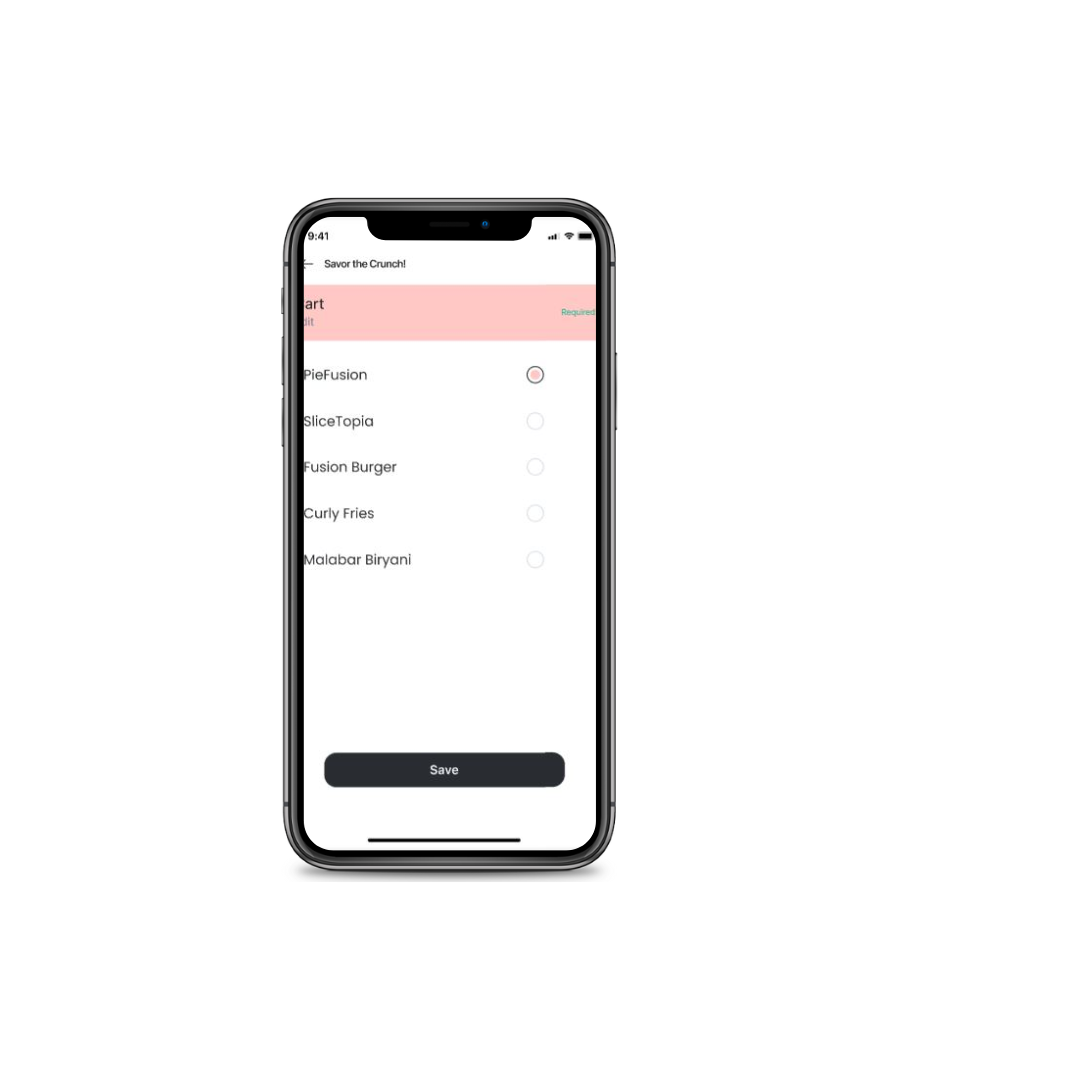 9:41
Savor the Crunch!
art
dit
Required
PieFusion
SliceTopia
Fusion Burger
Curly Fries
Malabar Biryani
Save